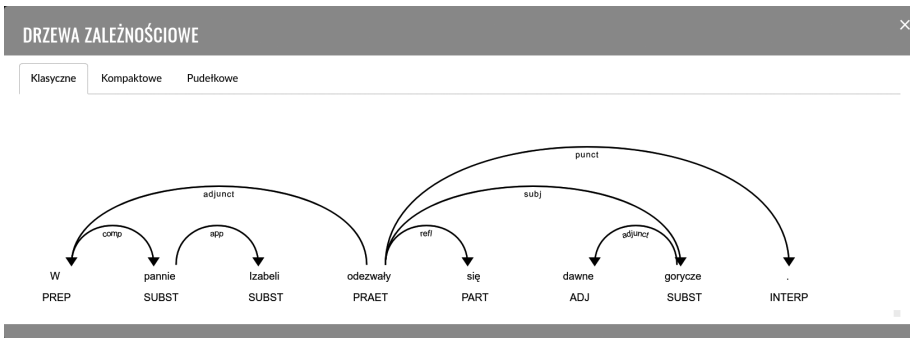 DRZEWA ZALEŻNOŚCIOWE
Klasyczne Kompaktowe Pudełkowe
punct
adjunct subj
comp app refl adjunct
W pannie Izabeli odezwały się dawne gorycze .
PREP SUBST SUBST PRAET PART ADJ SUBST INTERP